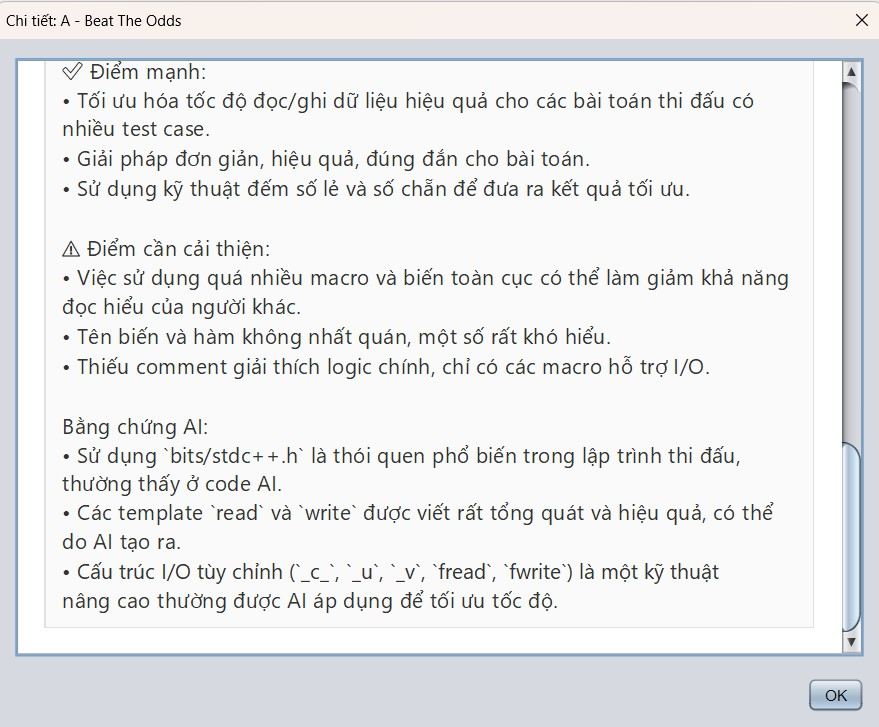 Chi tiết: A - Beat The Odds
✅ Điểm mạnh:
• Tối ưu hóa tốc độ đọc/ghi dữ liệu hiệu quả cho các bài toán thi đấu có
nhiều test case.
• Giải pháp đơn giản, hiệu quả, đúng đắn cho bài toán.
• Sử dụng kỹ thuật đếm số lẻ và số chẵn để đưa ra kết quả tối ưu.
⚠ Điểm cần cải thiện:
• Việc sử dụng quá nhiều macro và biến toàn cục có thể làm giảm khả năng
đọc hiểu của người khác.
• Tên biến và hàm không nhất quán, một số rất khó hiểu.
• Thiếu comment giải thích logic chính, chỉ có các macro hỗ trợ I/O.
Bằng chứng AI:
• Sử dụng `bits/stdc++.h` là thói quen phổ biến trong lập trình thi đấu,
thường thấy ở code AI.
• Các template `read` và `write` được viết rất tổng quát và hiệu quả, có thể
do AI tạo ra.
• Cấu trúc I/O tùy chỉnh (`_c_`, `_u`, `_v`, `fread`, `fwrite`) là một kỹ thuật
nâng cao thường được AI áp dụng để tối ưu tốc độ.
OK